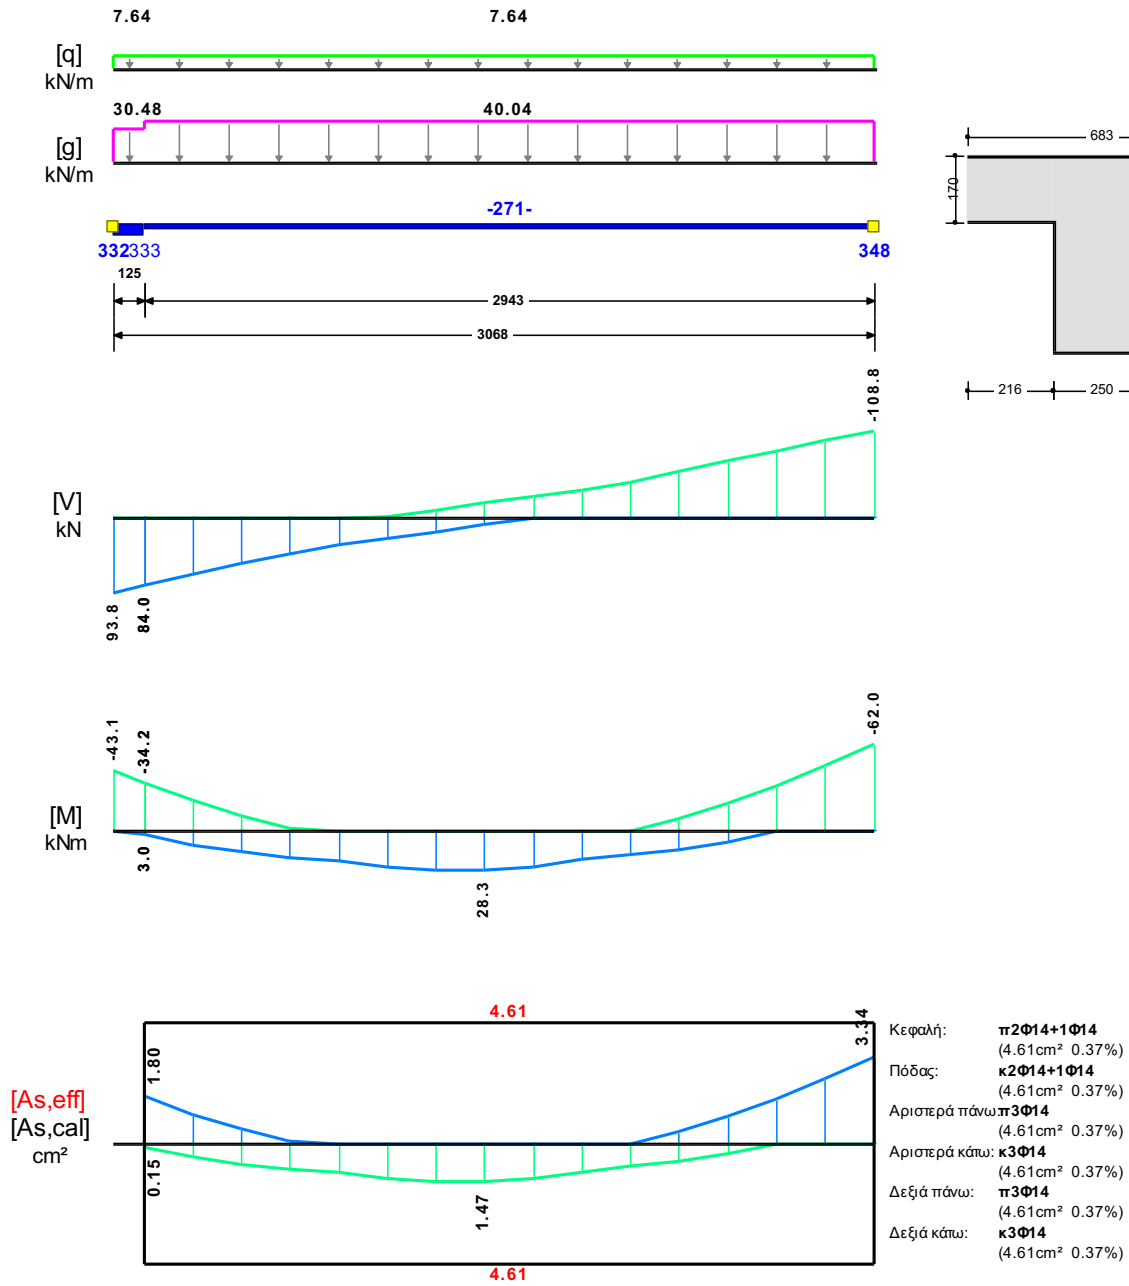 7.64 7.64
[q]
kN/m
30.48 40.04
[g]
kN/m
-271-
332 333 348
125
2943
3068
683
170
216 250
-108.8
[V]
kN
93.8
84.0
-43.1
-34.2
-62.0
[M]
kNm
3.0
28.3
4.61
1.80
3.34
[As,eff]
[As,cal]
cm²
0.15
1.47
4.61
Κεφαλή: π2Φ14+1Φ14
(4.61cm² 0.37%)
Πόδας: κ2Φ14+1Φ14
(4.61cm² 0.37%)
Αριστερά πάνω: π3Φ14
(4.61cm² 0.37%)
Αριστερά κάτω: κ3Φ14
(4.61cm² 0.37%)
Δεξιά πάνω: π3Φ14
(4.61cm² 0.37%)
Δεξιά κάτω: κ3Φ14
(4.61cm² 0.37%)